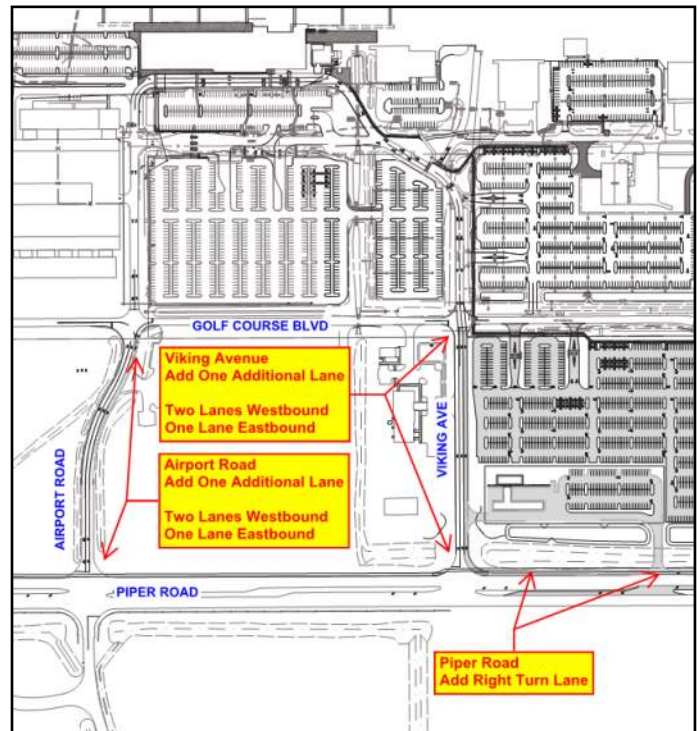 GOLF COURSE BLVD
Viking Avenue
Add One Additional Lane
Two Lanes Westbound
One Lane Eastbound
VIKING AVE
AIRPORT ROAD
Airport Road
Add One Additional Lane
Two Lanes Westbound
One Lane Eastbound
PIPER ROAD
Piper Road
Add Right Turn Lane